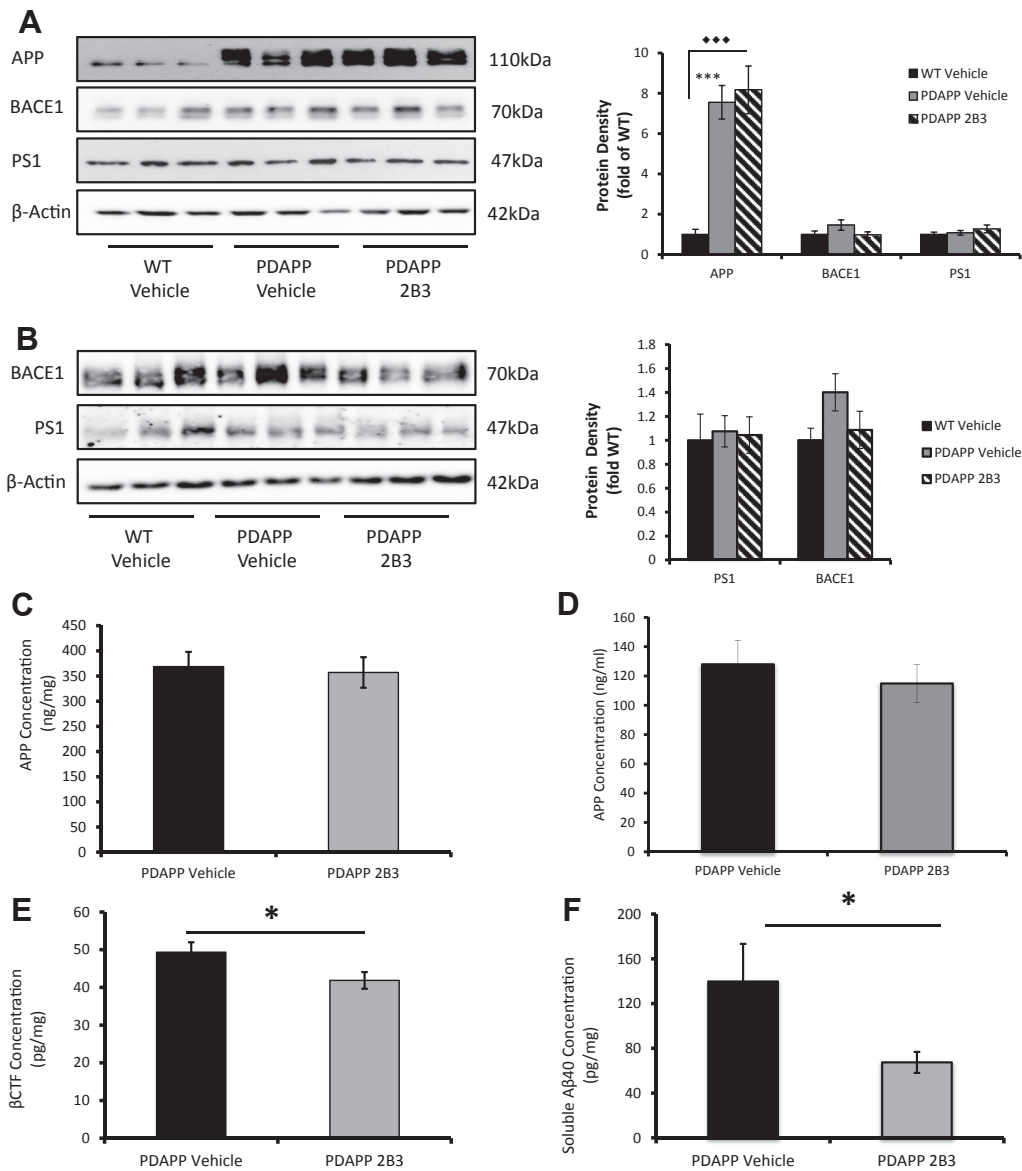 A
APP
110kDa
BACE1
70kDa
PS1
47kDa
β-Actin
42kDa
WT
Vehicle
PDAPP
Vehicle
PDAPP
2B3
Protein Density
(fold of WT)
10
8
6
4
2
0
***
◆◆◆
APP
BACE1
PS1
WT Vehicle
PDAPP Vehicle
PDAPP 2B3
B
BACE1
70kDa
PS1
47kDa
β-Actin
42kDa
WT
Vehicle
PDAPP
Vehicle
PDAPP
2B3
Protein Density
(fold WT)
1.8
1.6
1.4
1.2
1
0.8
0.6
0.4
0.2
0
PS1
BACE1
WT Vehicle
PDAPP Vehicle
PDAPP 2B3
C
APP Concentration
(ng/mg)
450
400
350
300
250
200
150
100
50
0
PDAPP Vehicle
PDAPP 2B3
D
APP Concentration (ng/ml)
160
140
120
100
80
60
40
20
0
PDAPP Vehicle
PDAPP 2B3
E
βCTF Concentration
(pg/mg)
60
50
40
30
20
10
0
*
PDAPP Vehicle
PDAPP 2B3
F
Soluble Aβ40 Concentration
(pg/mg)
200
160
120
80
40
0
*
PDAPP Vehicle
PDAPP 2B3